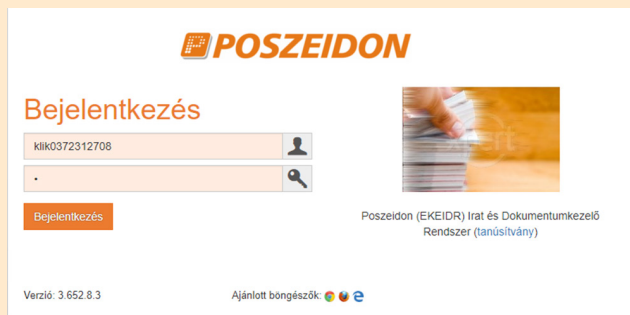 POSZEIDON
Bejelentkezés
klik0372312708
Bejelentkezés
Poszeidon (EKEIDR) Irat és Dokumentumkezelő
Rendszer (tanúsítvány)
Verzió: 3.652.8.3
Ajánlott böngészők: